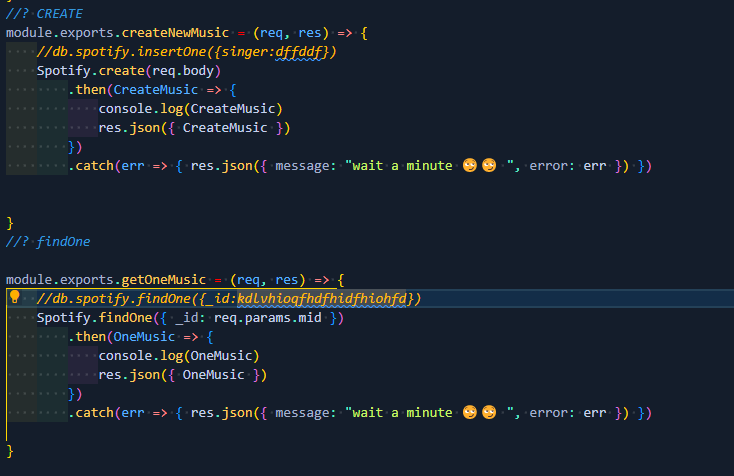 //? CREATE
module.exports.createNewMusic = (req, res) => {
//db.spotify.insertOne({singer:dffddf})
Spotify.create(req.body)
.then(CreateMusic => {
console.log(CreateMusic)
res.json({ CreateMusic })
})
.catch(err => { res.json({ message: "wait a minute 🙄🙄 ", error: err }) })
}
//? findOne
module.exports.getOneMusic = (req, res) => {
//db.spotify.findOne({_id:kdlvhioqfhdfhidfhiohfd})
Spotify.findOne({ _id: req.params.mid })
.then(OneMusic => {
console.log(OneMusic)
res.json({ OneMusic })
})
.catch(err => { res.json({ message: "wait a minute 🙄🙄 ", error: err }) })
}